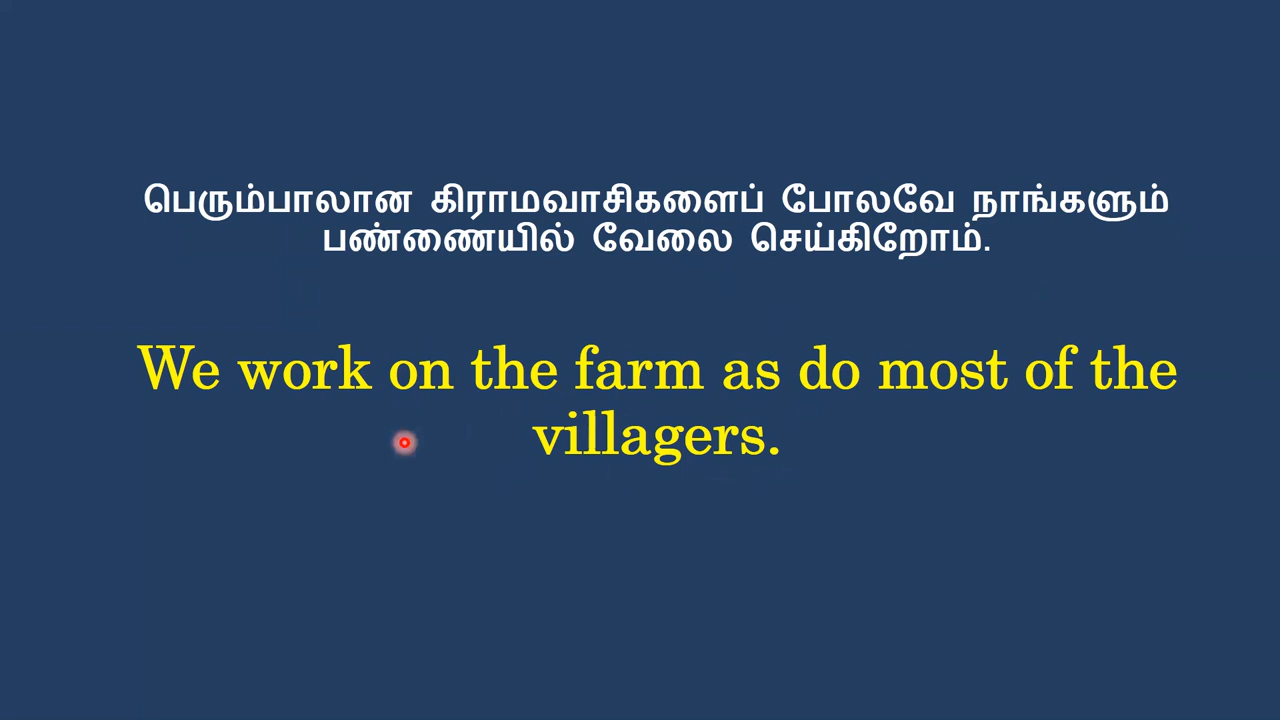 பெரும்பாலான கிராமவாசிகளைப் போலவே நாங்களும்
பண்ணையில் வேலை செய்கிறோம்.
We work on the farm as do most of the
villagers.